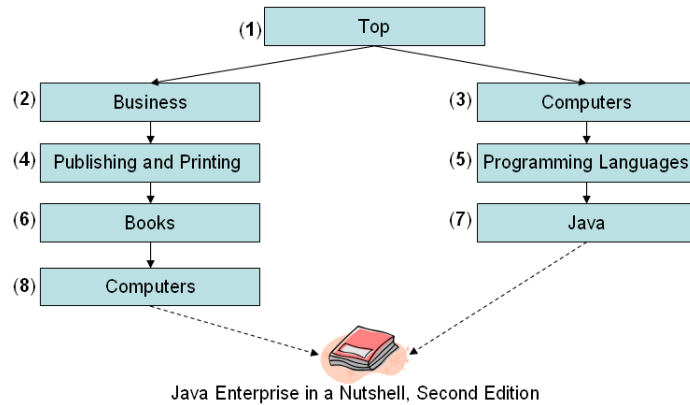 (1) Top
(2) Business
(3) Computers
(4) Publishing and Printing
(5) Programming Languages
(6) Books
(7) Java
(8) Computers
Java Enterprise in a Nutshell, Second Edition